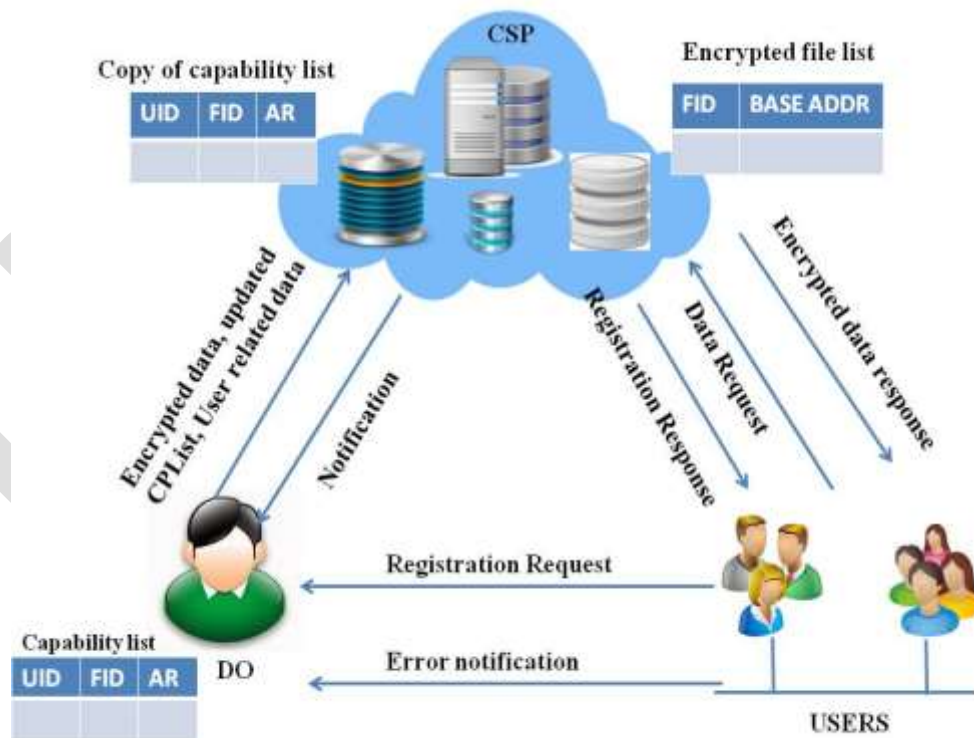 CSP
Copy of capability list
UID FID AR
Encrypted file list
FID BASE ADDR
Encrypted data, updated
CPList, User related data
Notification
Registration Response
Data Request
Encrypted data response
Registration Request
Error notification
Capability list
UID FID AR
DO
USERS